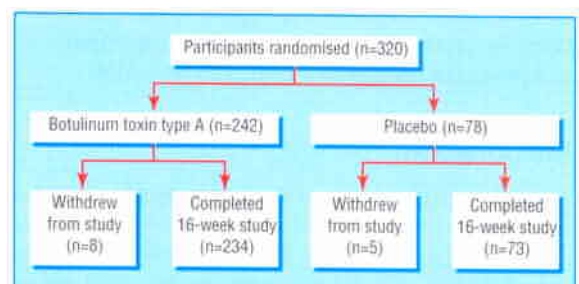 Participants randomised (n=320)
Botulinum toxin type A (n=242)
Placebo (n=78)
Withdrew
from study
(n=8)
Completed
16-week study
(n=234)
Withdrew
from study
(n=5)
Completed
16-week study
(n=73)